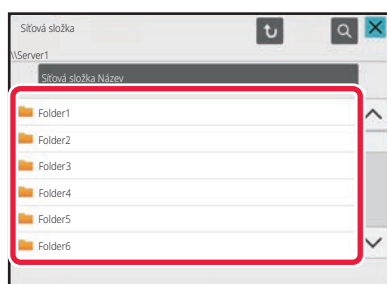 Síťová složka
\\Server1
Síťová složka Název
Folder1
Folder2
Folder3
Folder4
Folder5
Folder6